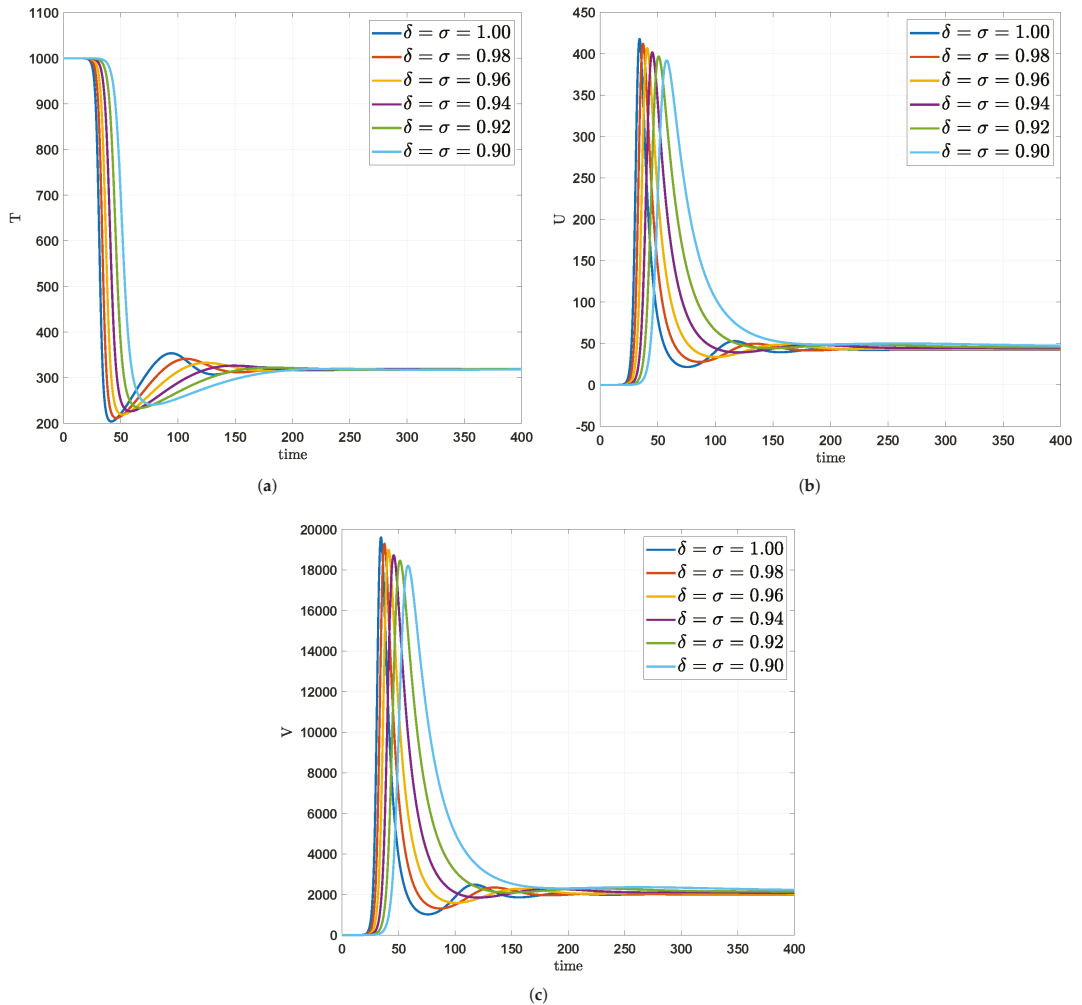 1100
1000
900
800
700
600
500
400
300
200
T
0 50 100 150 200 250 300 350 400
time
δ = σ = 1.00
δ = σ = 0.98
δ = σ = 0.96
δ = σ = 0.94
δ = σ = 0.92
δ = σ = 0.90
(a)
450
400
350
300
250
200
150
100
50
0
-50
U
0 50 100 150 200 250 300 350 400
time
δ = σ = 1.00
δ = σ = 0.98
δ = σ = 0.96
δ = σ = 0.94
δ = σ = 0.92
δ = σ = 0.90
(b)
20000
18000
16000
14000
12000
10000
8000
6000
4000
2000
0
V
0 50 100 150 200 250 300 350 400
time
δ = σ = 1.00
δ = σ = 0.98
δ = σ = 0.96
δ = σ = 0.94
δ = σ = 0.92
δ = σ = 0.90
(c)